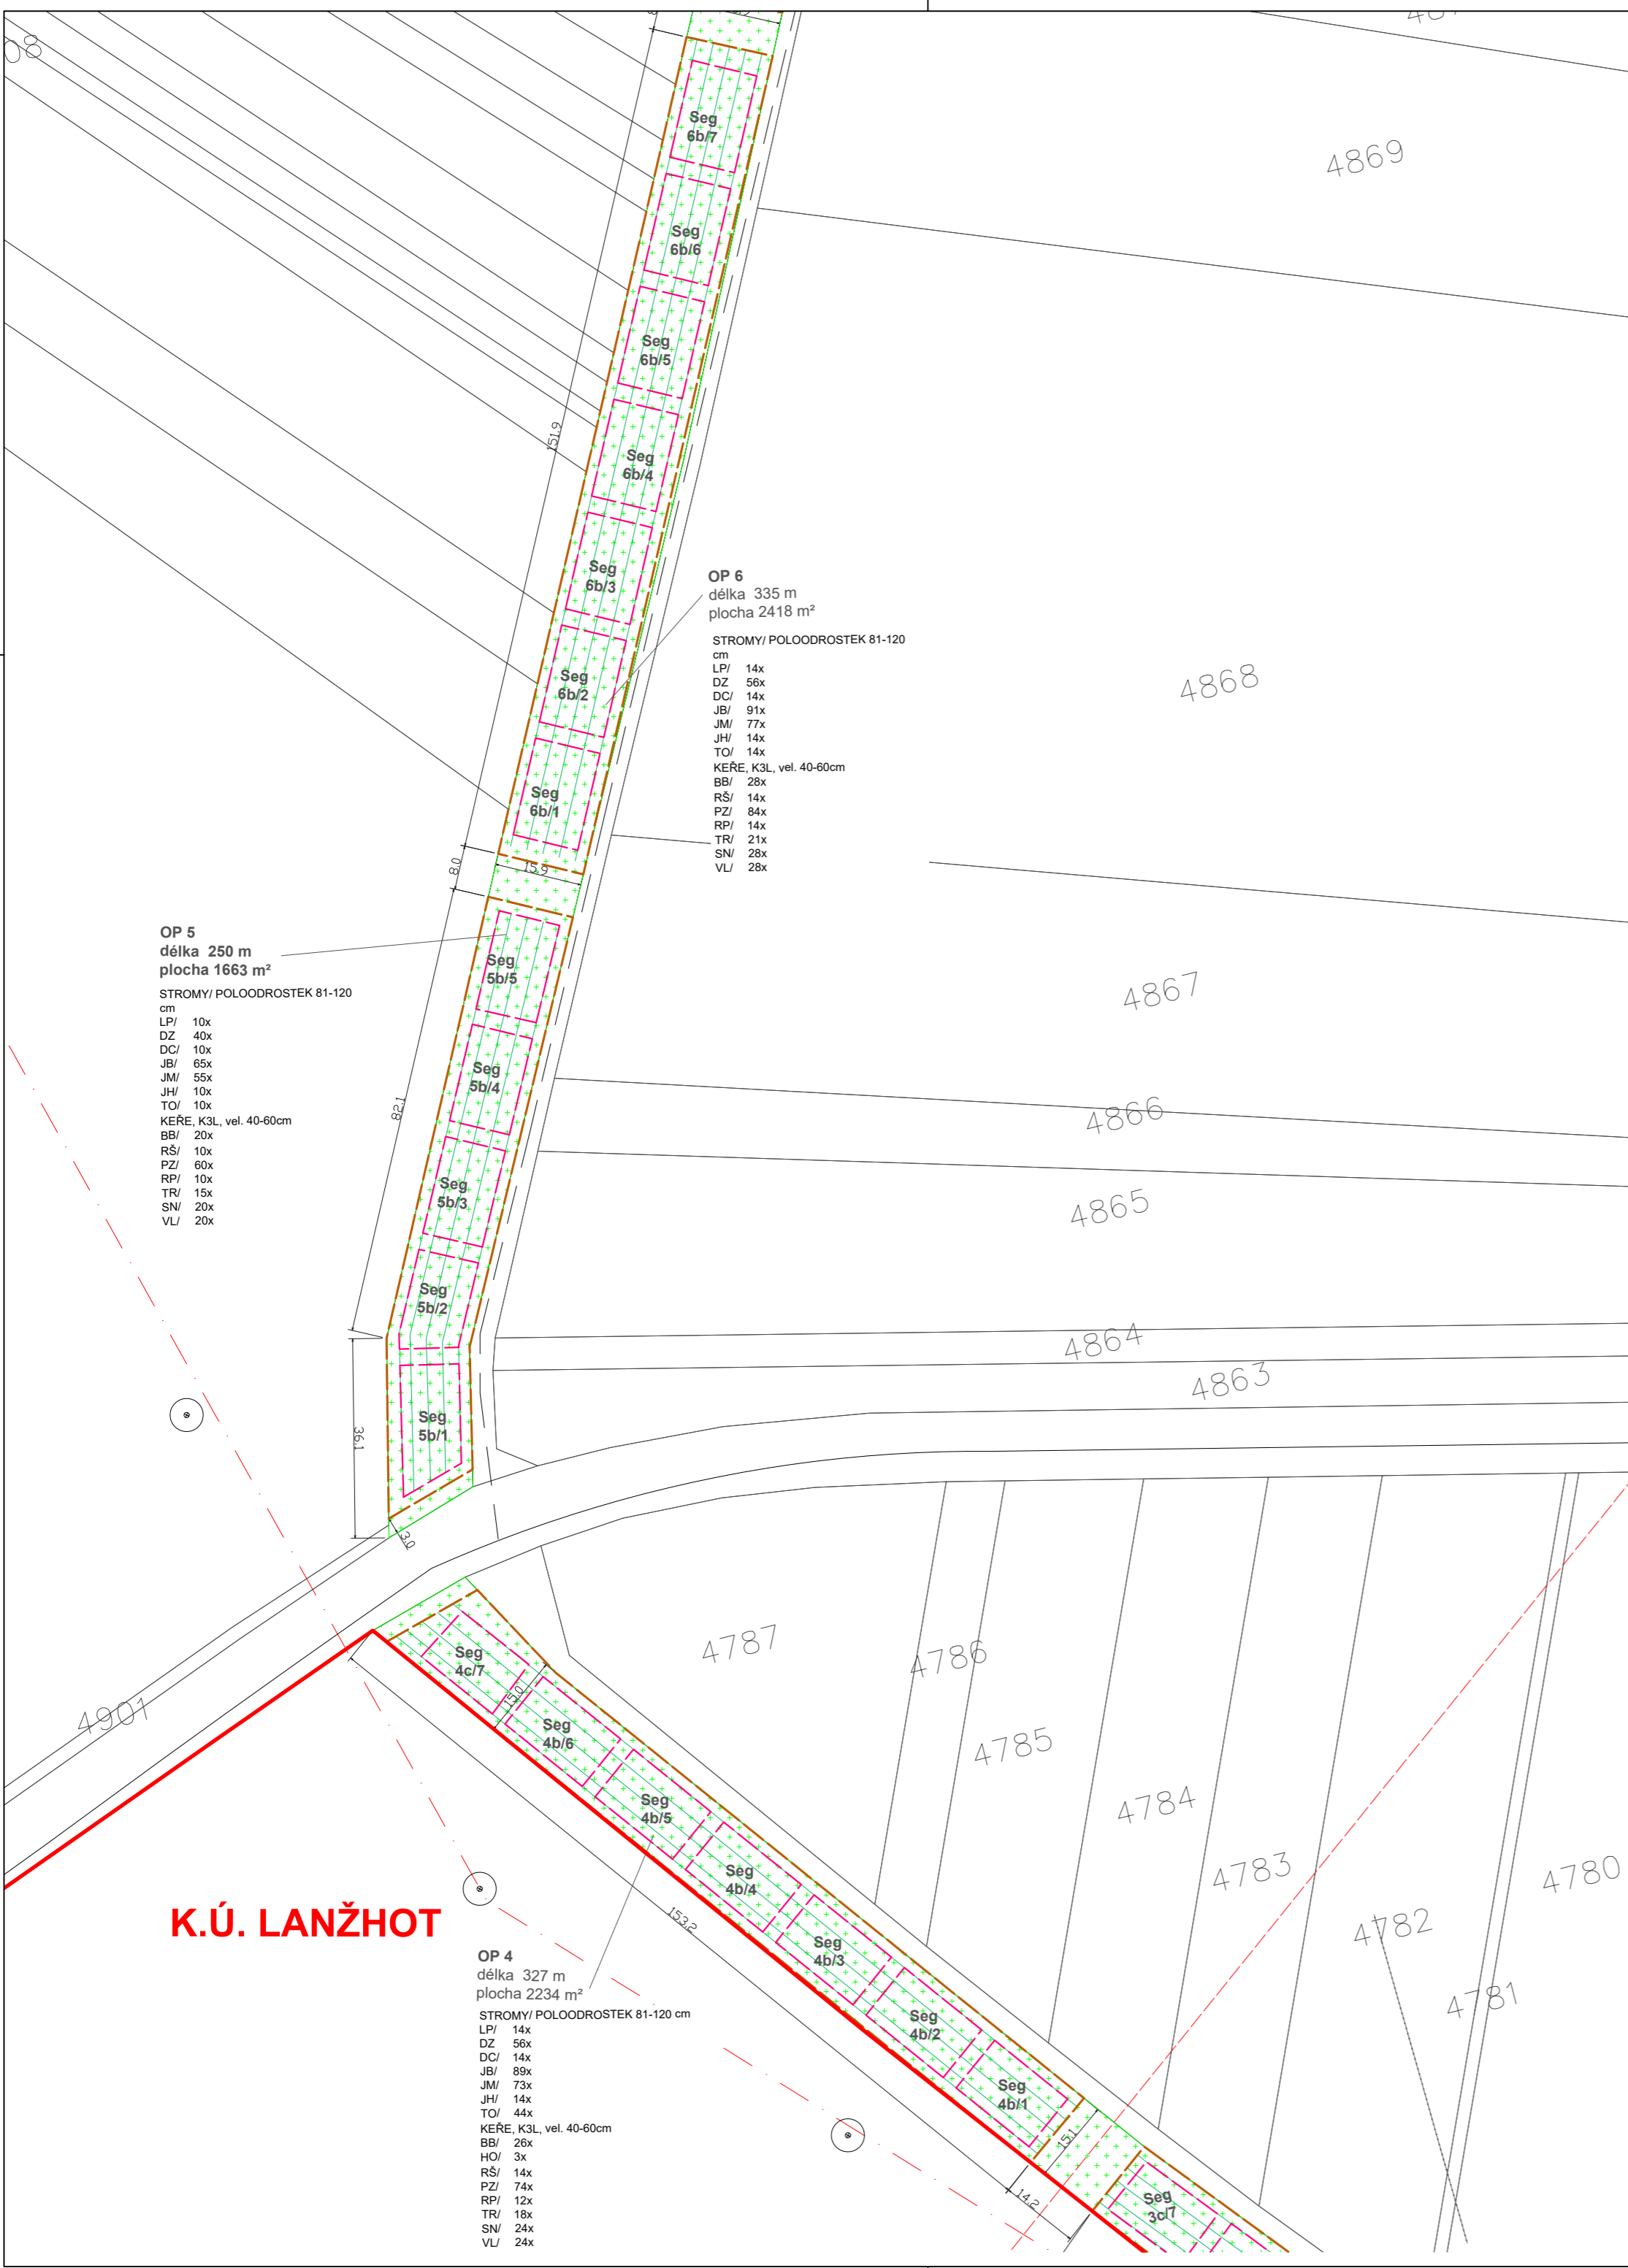 08
Seg
6b/7
4869
Seg
6b/6
Seg
6b/5
151.9
Seg
6b/4
Seg
6b/3
OP 6
délka 335 m
plocha 2418 m²
STROMY/ POLOODROSTEK 81-120
cm
LP/ 14x
DZ 56x
DC/ 14x
JB/ 91x
JM/ 77x
JH/ 14x
TO/ 14x
KEŘE, K3L, vel. 40-60cm
BB/ 28x
RŠ/ 14x
PZ/ 84x
RP/ 14x
TR/ 21x
SN/ 28x
VL/ 28x
4868
Seg
6b/2
Seg
6b/1
8.0
15.9
OP 5
délka 250 m
plocha 1663 m²
STROMY/ POLOODROSTEK 81-120
cm
LP/ 10x
DZ 40x
DC/ 10x
JB/ 65x
JM/ 55x
JH/ 10x
TO/ 10x
KEŘE, K3L, vel. 40-60cm
BB/ 20x
RŠ/ 10x
PZ/ 60x
RP/ 10x
TR/ 15x
SN/ 20x
VL/ 20x
Seg
5b/5
4867
Seg
5b/4
82.1
4866
Seg
5b/3
4865
Seg
5b/2
4864
4863
Seg
5b/1
36.1
3.0
4787
4786
Seg
4c/7
15.0
4901
Seg
4b/6
4785
4784
Seg
4b/5
4783
4780
Seg
4b/4
K.Ú. LANŽHOT
153.2
4782
Seg
4b/3
4781
OP 4
délka 327 m
plocha 2234 m²
STROMY/ POLOODROSTEK 81-120 cm
LP/ 14x
DZ 56x
DC/ 14x
JB/ 89x
JM/ 73x
JH/ 14x
TO/ 44x
KEŘE, K3L, vel. 40-60cm
BB/ 26x
HO/ 3x
RŠ/ 14x
PZ/ 74x
RP/ 12x
TR/ 18x
SN/ 24x
VL/ 24x
Seg
4b/2
Seg
4b/1
15.1
14.2
Seg
3c/7